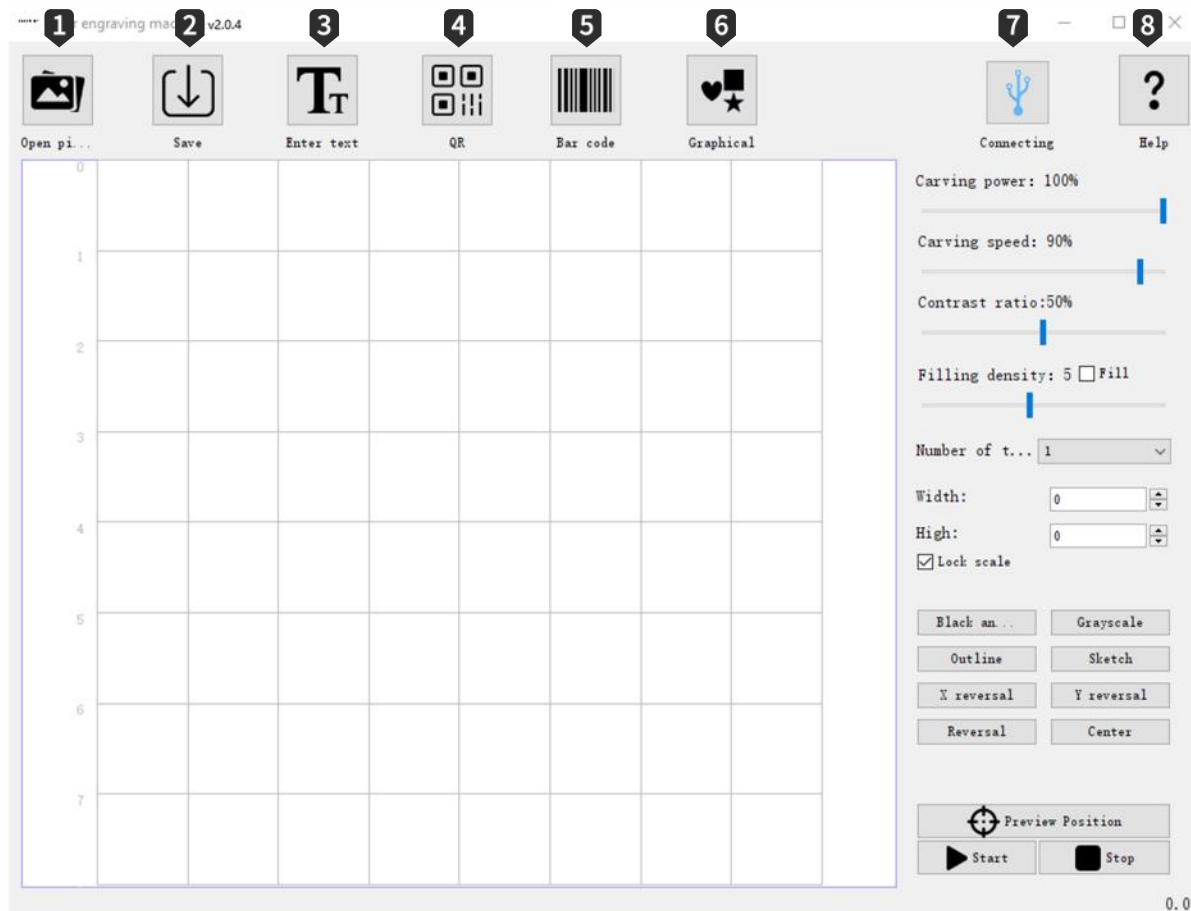 1 2 3 4 5 6 7 8
engraving v2.0.4
Open pi... Save Enter text QR Bar code Graphical Connecting Help
0
1
2
3
4
5
6
7
Carving power: 100%
Carving speed: 90%
Contrast ratio:50%
Filling density: 5 Fill
Number of t... 1
Width: 0
High: 0
Lock scale
Black an... Grayscale
Outline Sketch
X reversal Y reversal
Reversal Center
Preview Position
Start Stop
0.0